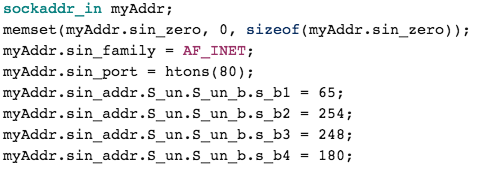 sockaddr_in myAddr;
memset(myAddr.sin_zero, 0, sizeof(myAddr.sin_zero));
myAddr.sin_family = AF_INET;
myAddr.sin_port = htons(80);
myAddr.sin_addr.S_un.S_un_b.s_b1 = 65;
myAddr.sin_addr.S_un.S_un_b.s_b2 = 254;
myAddr.sin_addr.S_un.S_un_b.s_b3 = 248;
myAddr.sin_addr.S_un.S_un_b.s_b4 = 180;